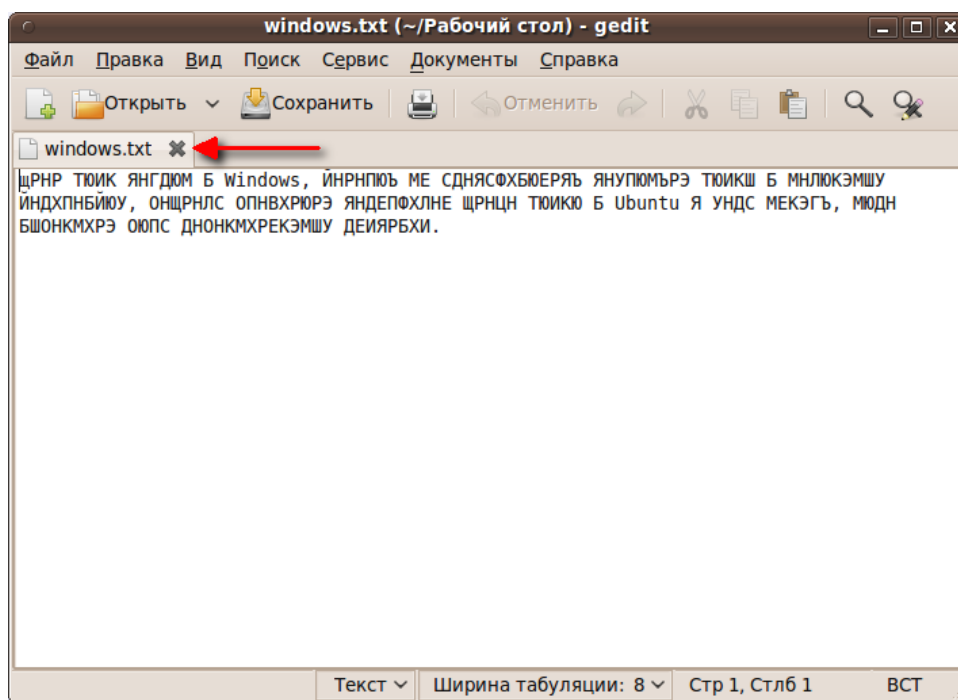 windows.txt (~/Рабочий стол) - gedit
Файл Правка Вид Поиск Сервис Документы Справка
Открыть Сохранить Отменить
windows.txt
щРНР ТЮИК ЯНГДЮМ Б Windows, ЙНРНПЮЪ МЕ СДНЯСФХБЮЕРЯЪ ЯНУПЮМЪРЭ ТЮИКШ Б МНЛЮКЭМШУ
ЙНДХПНБЙЮУ, ОНЩРНЛС ОПНВХРЮРЭ ЯНДЕПФХЛНЕ ЩРНЦН ТЮИКЮ Б Ubuntu Я УНДС МЕКЭГЪ, МЮДН
БШОНКМХРЭ ОЮПС ДНОНКМХРЕКЭМШУ ДЕИЯРБХИ.
Текст Ширина табуляции: 8 Стр 1, Стлб 1 ВСТ